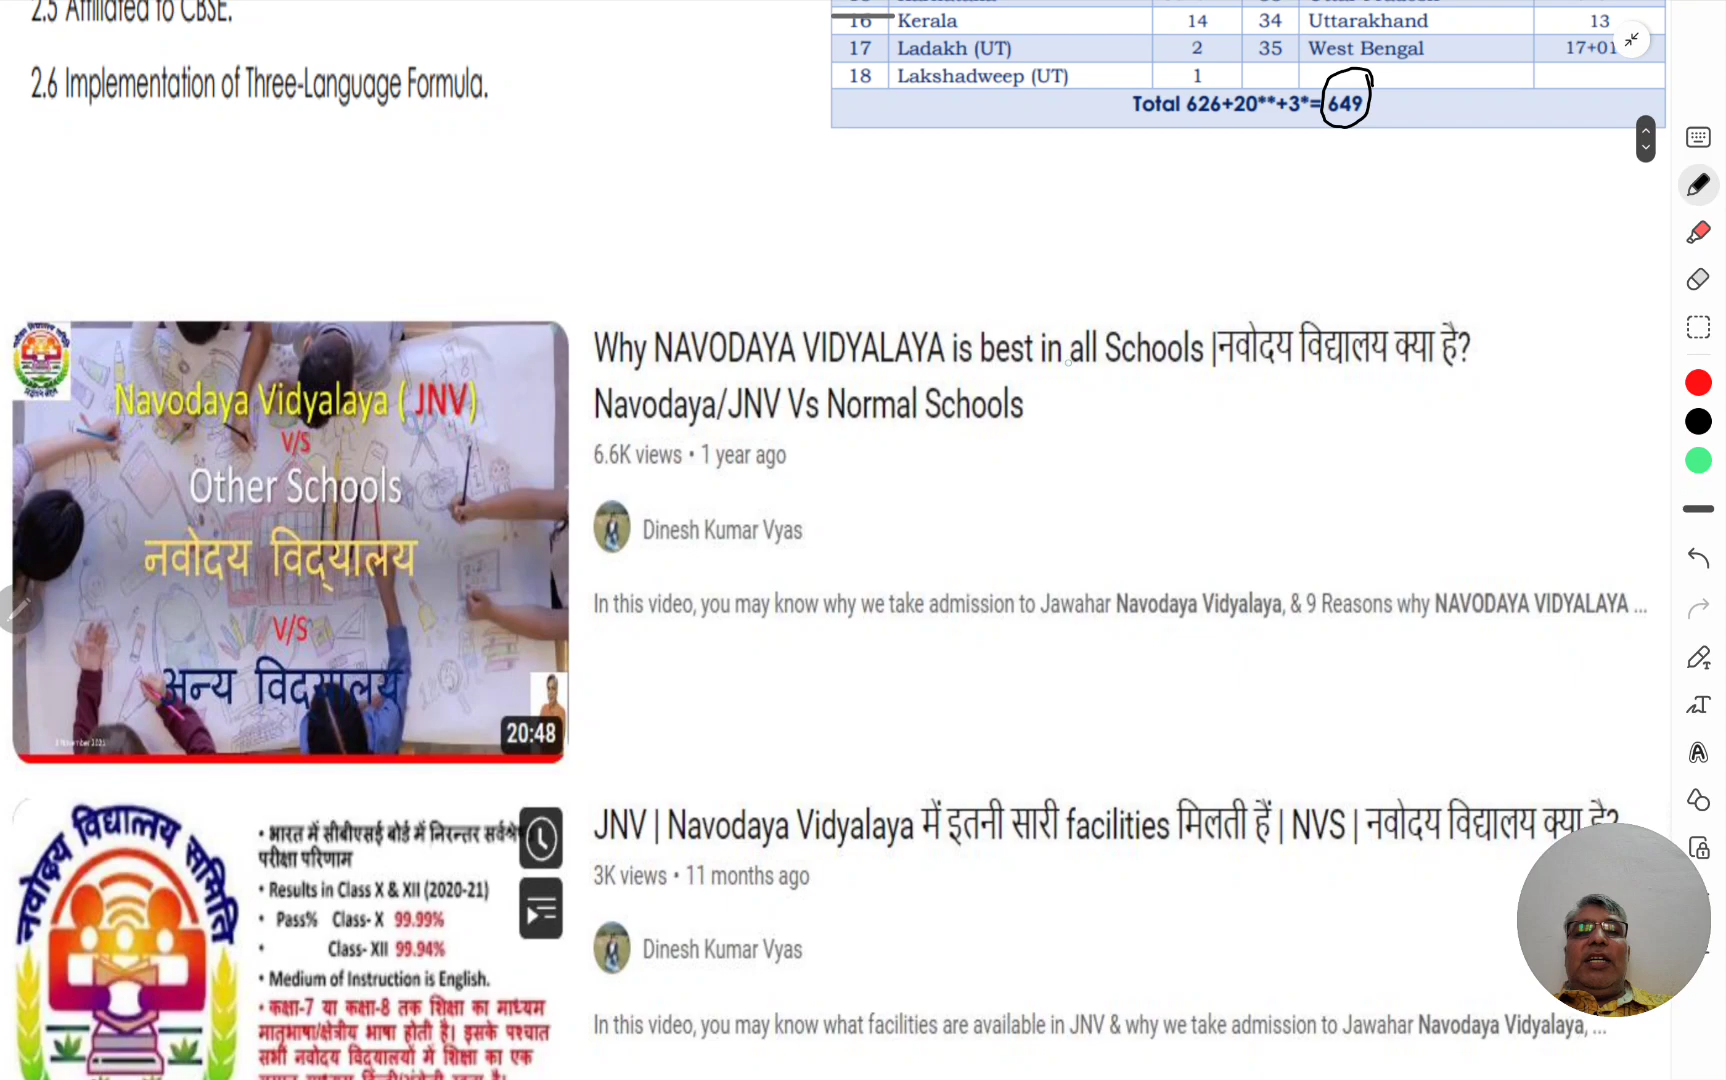 2.5 Affiliated to CBSE.
2.6 Implementation of Three-Language Formula.
16 Kerala 14 34 Uttarakhand 13
17 Ladakh (UT) 2 35 West Bengal 17+01
18 Lakshadweep (UT) 1
Total 626+20**+3*= 649
Navodaya Vidyalaya ( JNV)
V/S
Other Schools
नवोदय विद्यालय
V/S
अन्य विद्यालय
20:48
Why NAVODAYA VIDYALAYA is best in all Schools |नवोदय विद्यालय क्या है?
Navodaya/JNV Vs Normal Schools
6.6K views • 1 year ago
Dinesh Kumar Vyas
In this video, you may know why we take admission to Jawahar Navodaya Vidyalaya, & 9 Reasons why NAVODAYA VIDYALAYA ...
नवोदय विद्यालय समिति
• भारत में सीबीएसई बोर्ड में निरन्तर
परीक्षा परिणाम
• Results in Class X & XII (2020-21)
• Pass% Class- X 99.99%
• Class- XII 99.94%
• Medium of Instruction is English.
• कक्षा-7 या कक्षा-8 तक शिक्षा का माध्यम
मातृभाषा/क्षेत्रीय भाषा होती है। इसके पश्चात
सभी नवोदय विद्यालयों में शिक्षा का एक
JNV | Navodaya Vidyalaya में इतनी सारी facilities मिलती हैं | NVS | नवोदय विद्यालय क्या है?
3K views • 11 months ago
Dinesh Kumar Vyas
In this video, you may know what facilities are available in JNV & why we take admission to Jawahar Navodaya Vidyalaya, ...